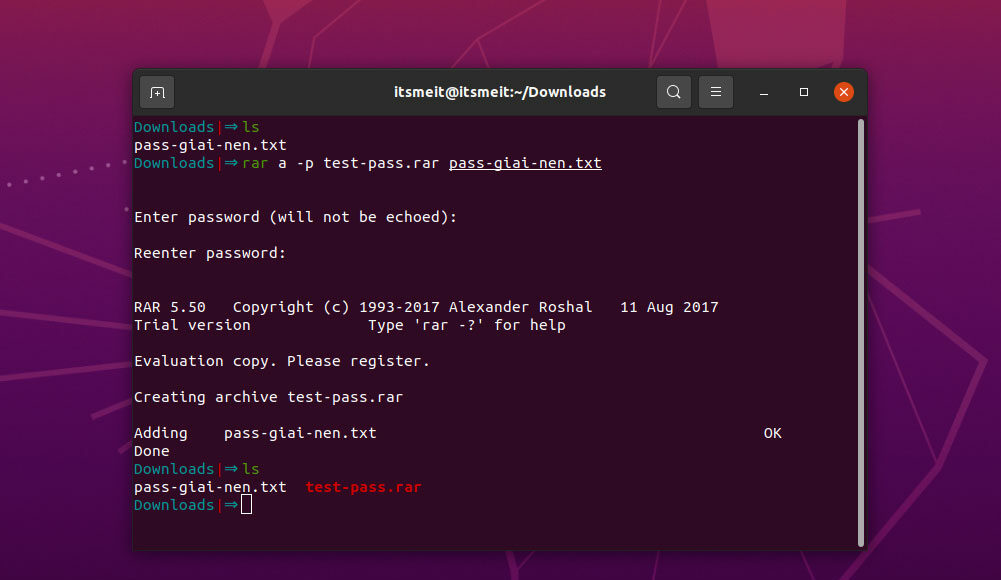 itsmeit@itsmeit:~/Downloads
Downloads|⇒ls
pass-giai-nen.txt
Downloads|⇒rar a -p test-pass.rar pass-giai-nen.txt
Enter password (will not be echoed):
Reenter password:
RAR 5.50   Copyright (c) 1993-2017 Alexander Roshal   11 Aug 2017
Trial version             Type 'rar -?' for help
Evaluation copy. Please register.
Creating archive test-pass.rar
Adding    pass-giai-nen.txt                                           OK
Done
Downloads|⇒ls
pass-giai-nen.txt  test-pass.rar
Downloads|⇒